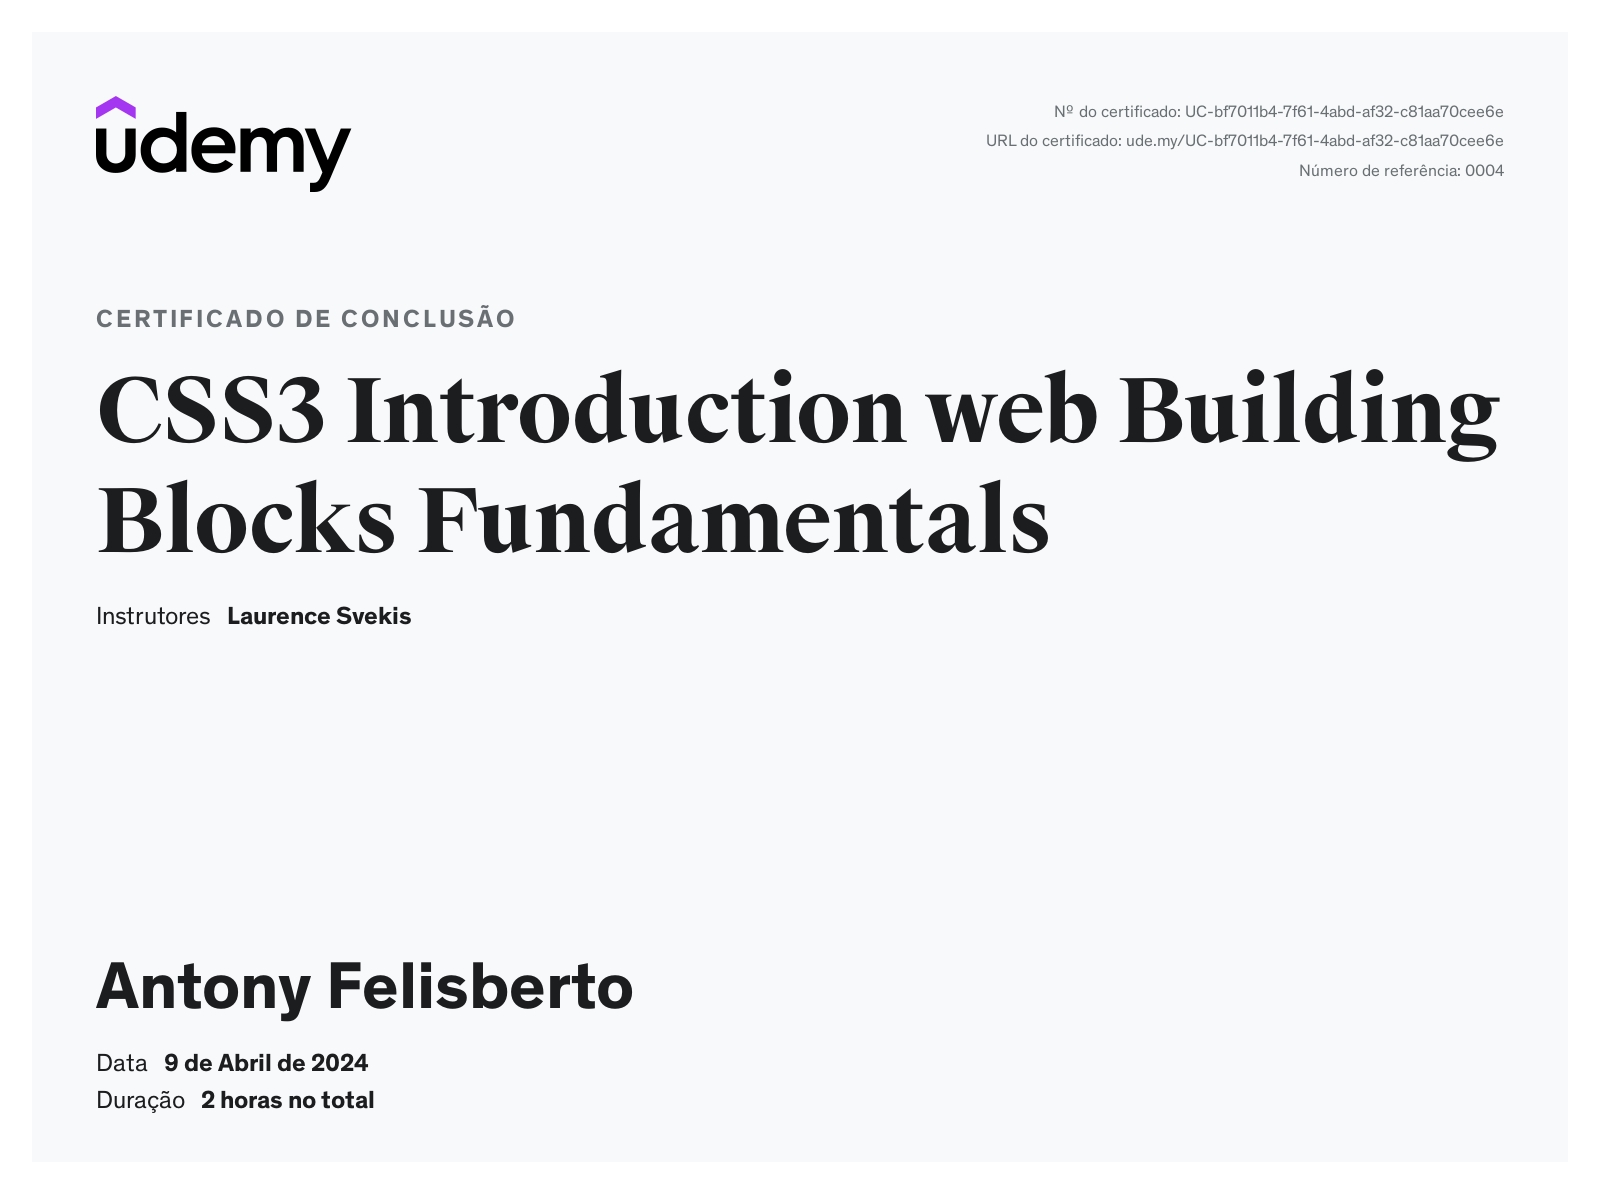 udemy
Nº do certificado: UC-bf7011b4-7f61-4abd-af32-c81aa70cee6e
URL do certificado: ude.my/UC-bf7011b4-7f61-4abd-af32-c81aa70cee6e
Número de referência: 0004
CERTIFICADO DE CONCLUSÃO
CSS3 Introduction web Building
Blocks Fundamentals
Instrutores Laurence Svekis
Antony Felisberto
Data 9 de Abril de 2024
Duração 2 horas no total